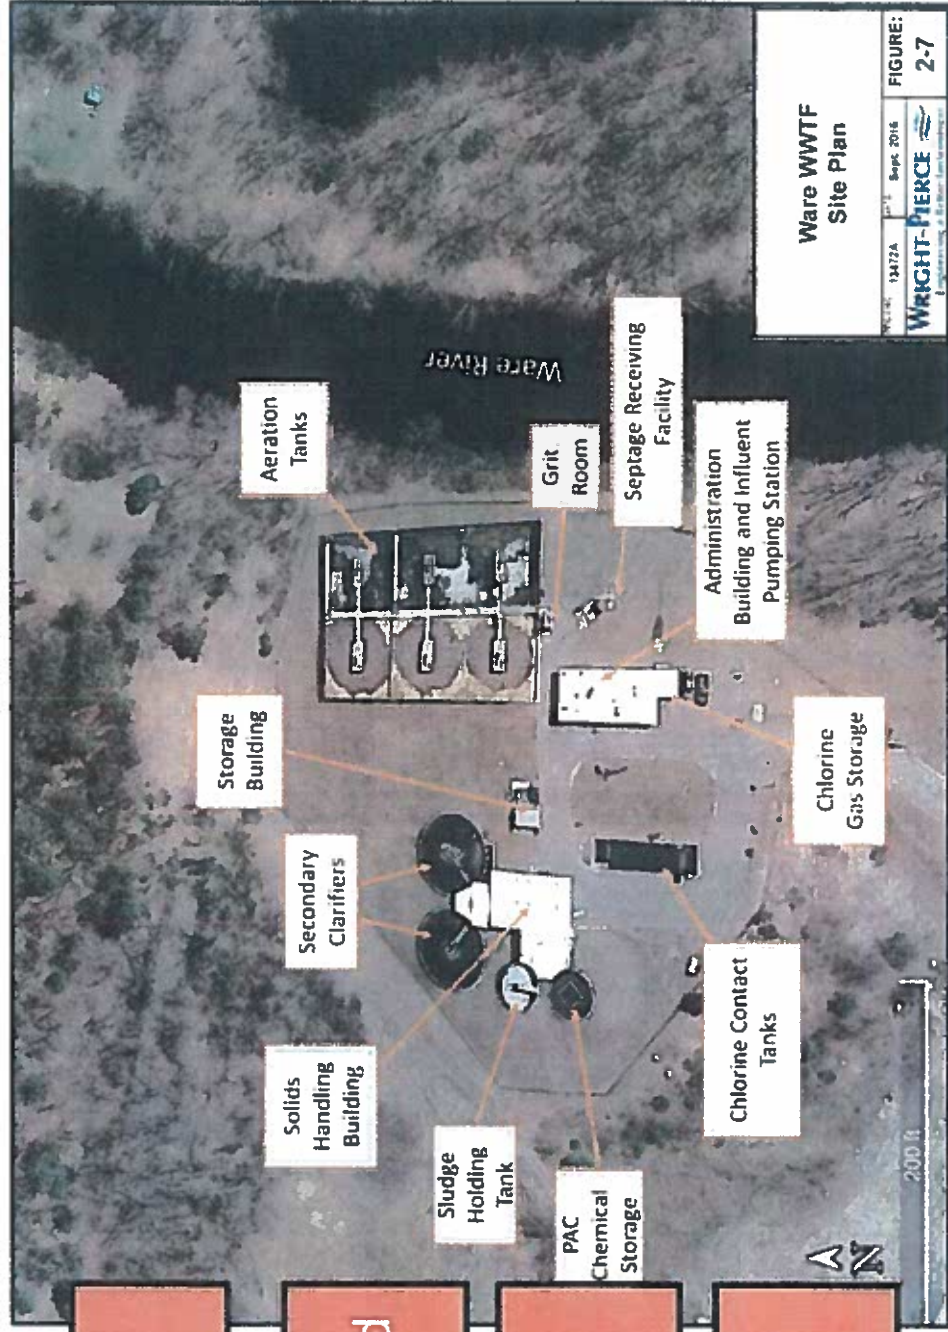 Aeration
Tanks
Storage
Building
Secondary
Clarifiers
Solids
Handling
Building
Sludge
Holding
Tank
PAC
Chemical
Storage
Ware River
Grit
Room
Septage Receiving
Facility
Administration
Building and Influent
Pumping Station
Chlorine
Gas Storage
Chlorine Contact
Tanks
N
200 ft
Ware WWTF
Site Plan
13472A
Sept 2016
FIGURE:
2-7
WRIGHT-PIERCE